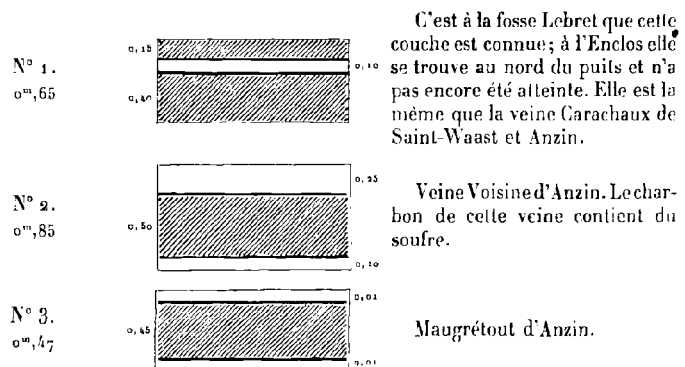 C'est à la fosse Lebret que cette
0,15
couche est connue; à l'Enclos elle
N° 1.
0,10
se trouve au nord du puits et n'a
0m,65
0,40
pas encore été atteinte. Elle est la
même que la veine Carachaux de
Saint-Waast et Anzin.
0,25
Veine Voisine d'Anzin. Le char-
N° 2.
0,50
bon de cette veine contient du
0m,85
soufre.
0,10
0,01
N° 3.
0,45
Maugrétout d'Anzin.
0m,47
0,01